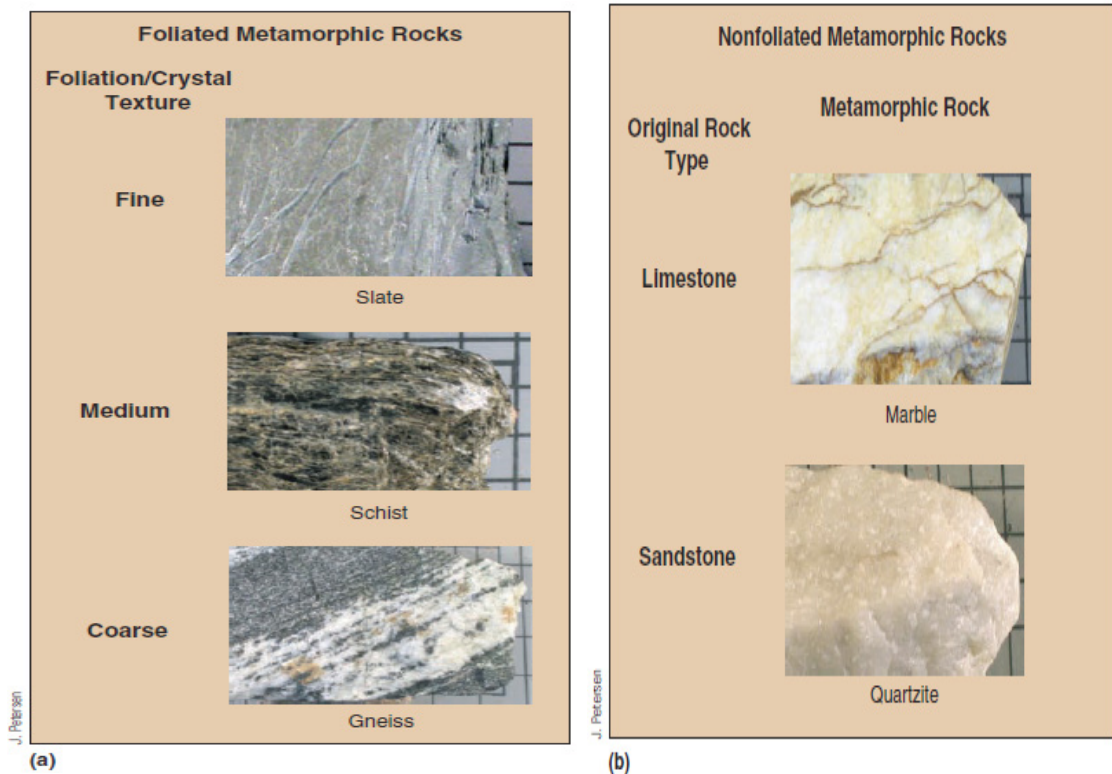 Foliated Metamorphic Rocks
Foliation/Crystal
Texture
Fine
Slate
Medium
Schist
Coarse
Gneiss
J. Petersen
(a)
Nonfoliated Metamorphic Rocks
Metamorphic Rock
Original Rock
Type
Limestone
Marble
Sandstone
Quartzite
J. Petersen
(b)